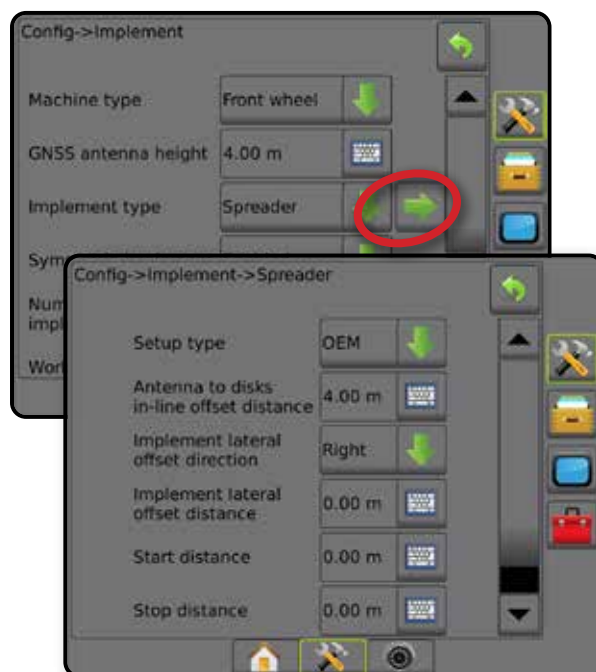 Config->Implement
Machine type Front wheel
GNSS antenna height 4.00 m
Implement type Spreader
Config->Implement->Spreader
Setup type OEM
Antenna to disks
in-line offset distance 4.00 m
Implement lateral
offset direction Right
Implement lateral
offset distance 0.00 m
Start distance 0.00 m
Stop distance 0.00 m